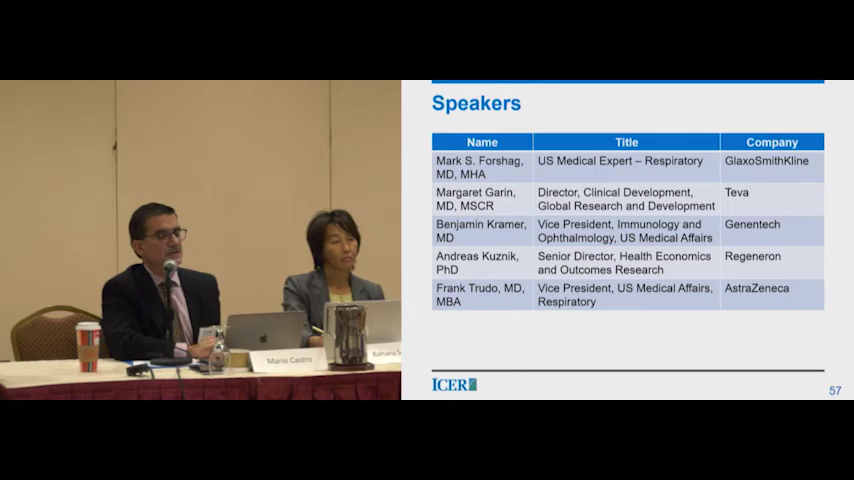 Speakers
Name Title Company
Mark S. Forshag, US Medical Expert – Respiratory GlaxoSmithKline
MD, MHA
Margaret Garin, Director, Clinical Development, Teva
MD, MSCR Global Research and Development
Benjamin Kramer, Vice President, Immunology and Genentech
MD Ophthalmology, US Medical Affairs
Andreas Kuznik, Senior Director, Health Economics Regeneron
PhD and Outcomes Research
Frank Trudo, MD, Vice President, US Medical Affairs, AstraZeneca
MBA Respiratory
Mario Castro
ICER
57